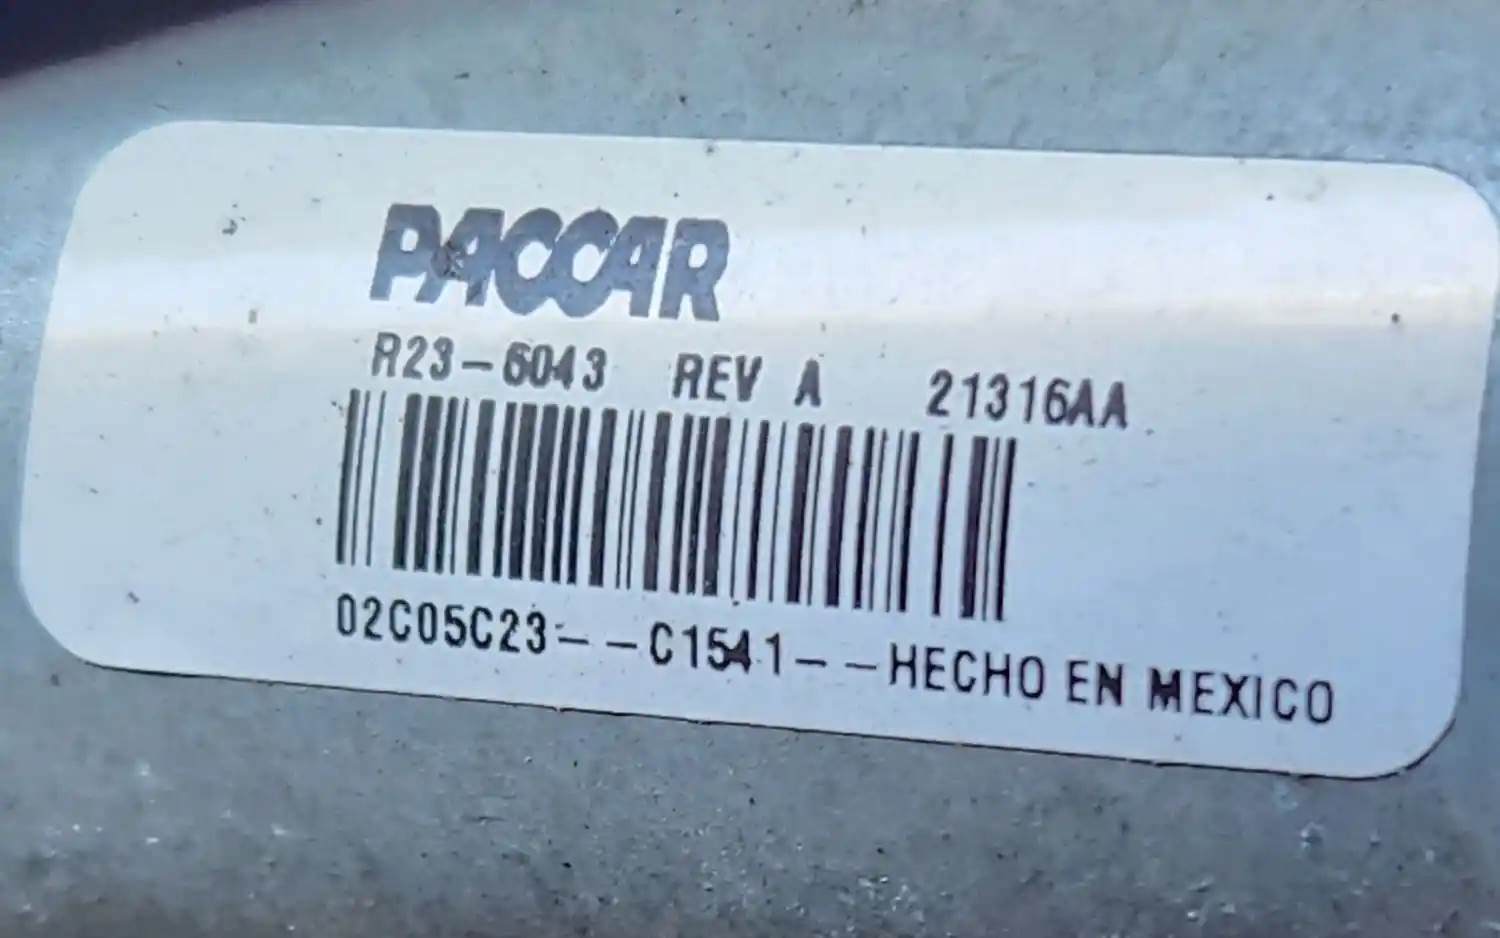 PACCAR
R23-6043 REV A 21316AA
02C05C23--C1541--HECHO EN MEXICO